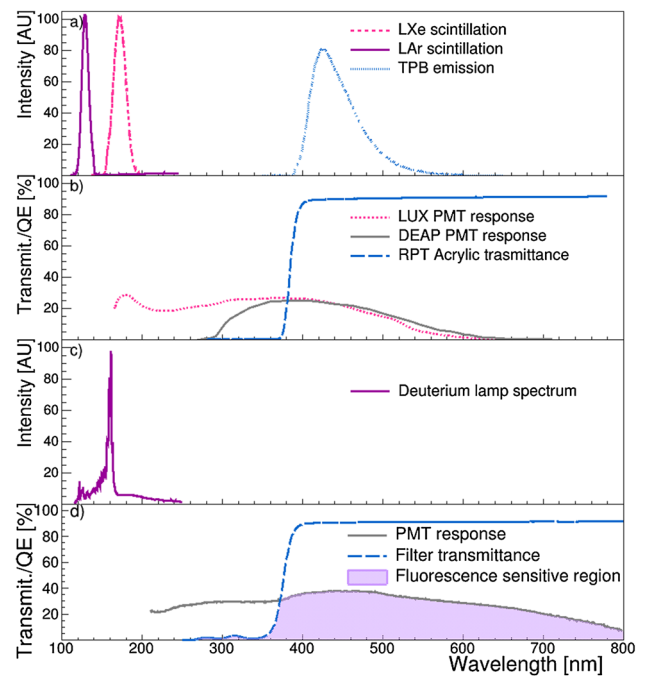 a)
Intensity [AU]
100
80
60
40
20
LXe scintillation
LAr scintillation
TPB emission
b)
Transmit./QE [%]
100
80
60
40
20
LUX PMT response
DEAP PMT response
RPT Acrylic trasmittance
c)
Intensity [AU]
100
80
60
40
20
Deuterium lamp spectrum
d)
Transmit./QE [%]
100
80
60
40
20
PMT response
Filter transmittance
Fluorescence sensitive region
100 200 300 400 500 600 700 800
Wavelength [nm]